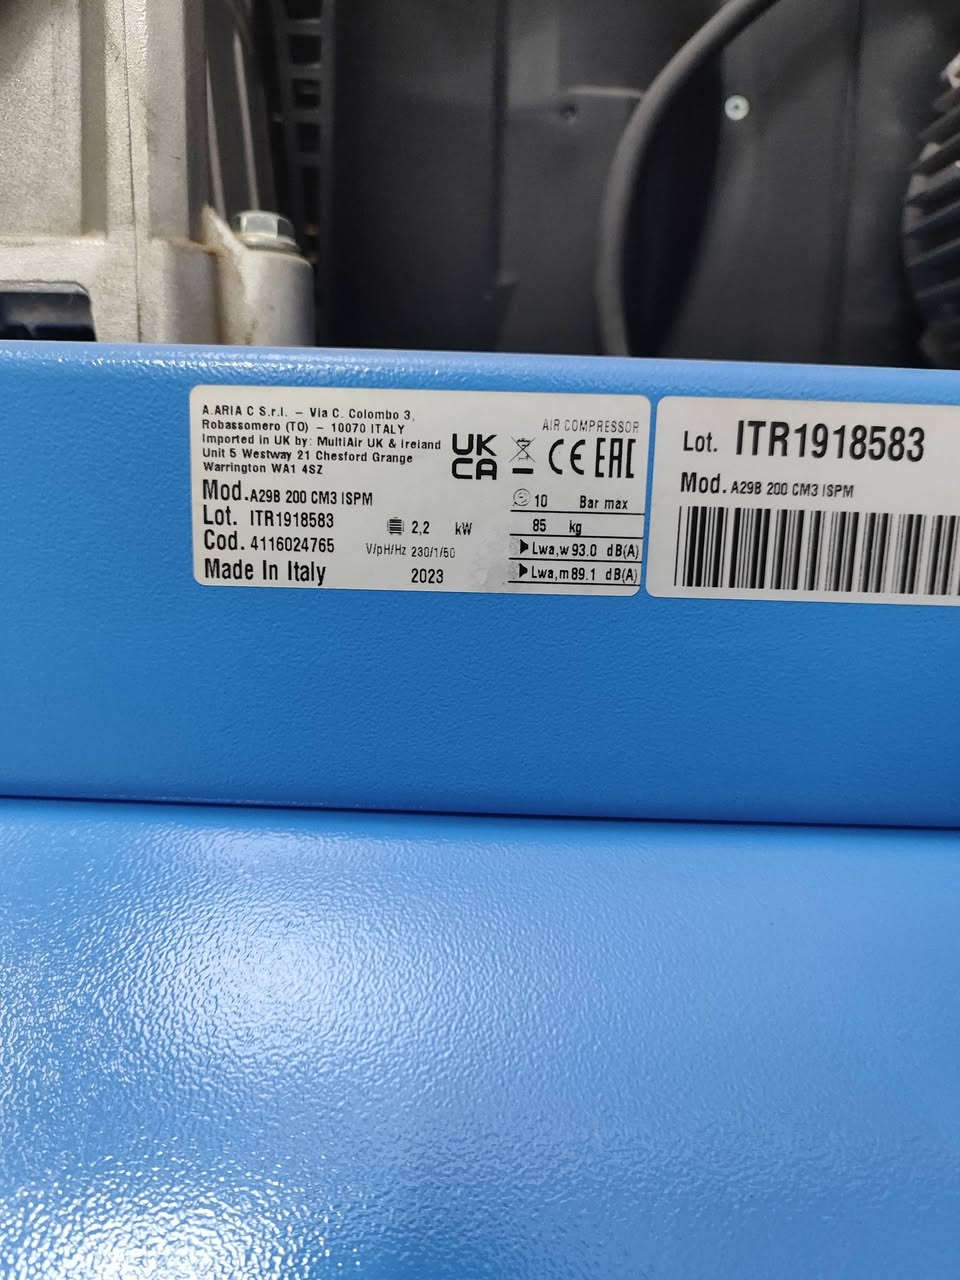 A.ARIA C S.r.l. – Via C. Colombo 3,
Robassomero (TO) – 10070 ITALY
Imported in UK by: MultiAir UK & Ireland
Unit 5 Westway 21 Chesford Grange
Warrington WA1 4SZ
AIR COMPRESSOR
UK
CA
CE EAC
Mod. A29B 200 CM3 ISPM
10 Bar max
Lot. ITR1918583
2,2 kW
85 kg
Cod. 4116024765
V/pH/Hz 230/1/50
Lwa,w 93.0 dB(A)
Made In Italy
2023
Lwa,m 89.1 dB(A)
Lot. ITR1918583
Mod. A29B 200 CM3 ISPM